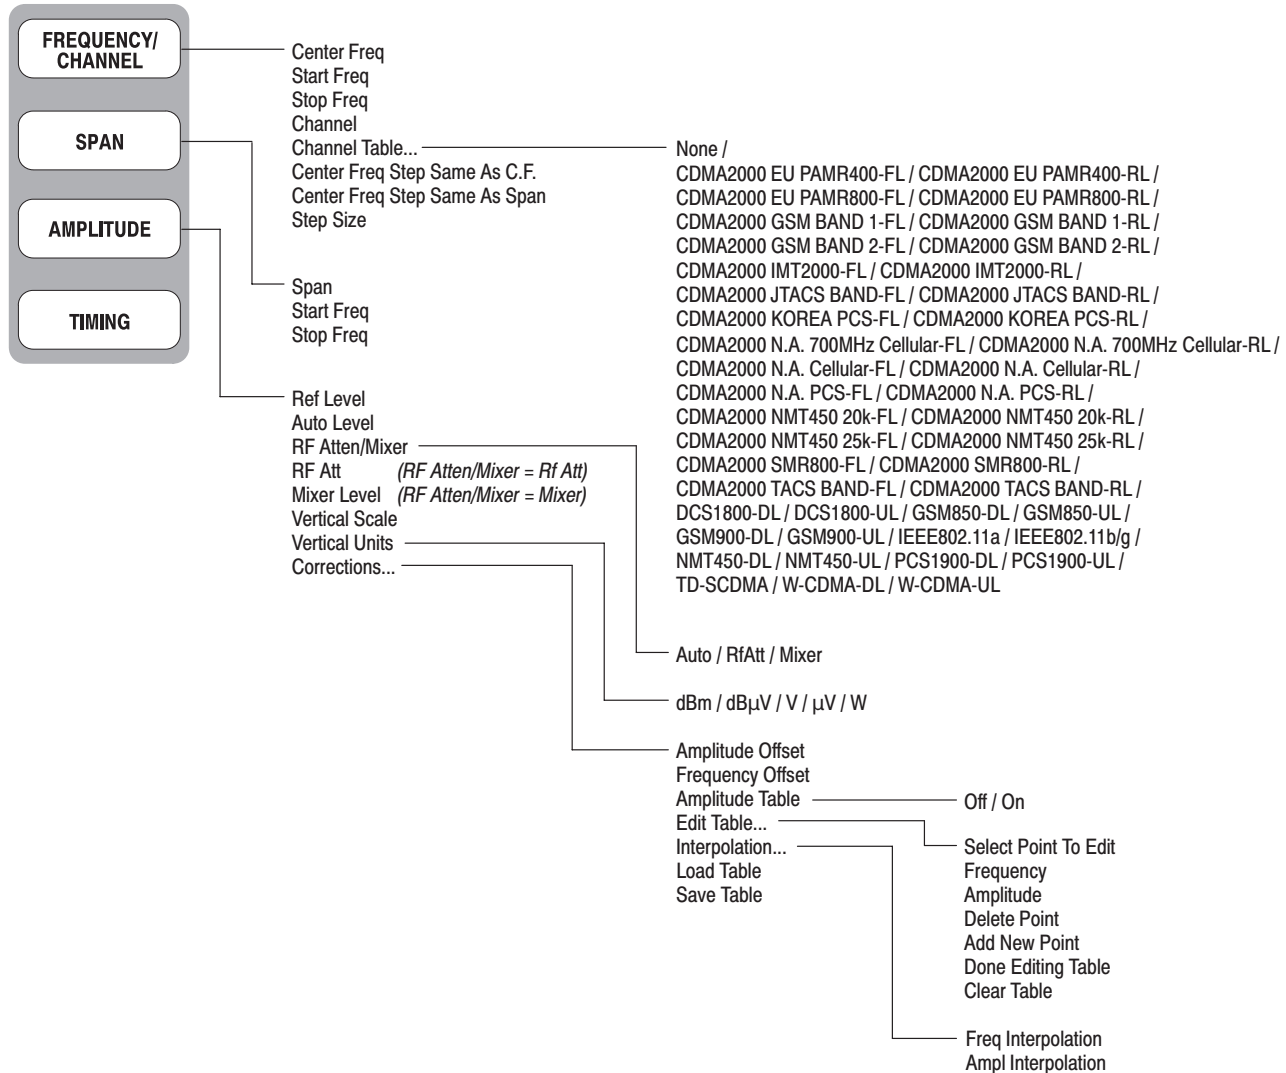 FREQUENCY/
CHANNEL
SPAN
AMPLITUDE
TIMING
Center Freq
Start Freq
Stop Freq
Channel
Channel Table...
Center Freq Step Same As C.F.
Center Freq Step Same As Span
Step Size
None /
CDMA2000 EU PAMR400-FL / CDMA2000 EU PAMR400-RL /
CDMA2000 EU PAMR800-FL / CDMA2000 EU PAMR800-RL /
CDMA2000 GSM BAND 1-FL / CDMA2000 GSM BAND 1-RL /
CDMA2000 GSM BAND 2-FL / CDMA2000 GSM BAND 2-RL /
CDMA2000 IMT2000-FL / CDMA2000 IMT2000-RL /
CDMA2000 JTACS BAND-FL / CDMA2000 JTACS BAND-RL /
CDMA2000 KOREA PCS-FL / CDMA2000 KOREA PCS-RL /
CDMA2000 N.A. 700MHz Cellular-FL / CDMA2000 N.A. 700MHz Cellular-RL /
CDMA2000 N.A. Cellular-FL / CDMA2000 N.A. Cellular-RL /
CDMA2000 N.A. PCS-FL / CDMA2000 N.A. PCS-RL /
CDMA2000 NMT450 20k-FL / CDMA2000 NMT450 20k-RL /
CDMA2000 NMT450 25k-FL / CDMA2000 NMT450 25k-RL /
CDMA2000 SMR800-FL / CDMA2000 SMR800-RL /
CDMA2000 TACS BAND-FL / CDMA2000 TACS BAND-RL /
DCS1800-DL / DCS1800-UL / GSM850-DL / GSM850-UL /
GSM900-DL / GSM900-UL / IEEE802.11a / IEEE802.11b/g /
NMT450-DL / NMT450-UL / PCS1900-DL / PCS1900-UL /
TD-SCDMA / W-CDMA-DL / W-CDMA-UL
Span
Start Freq
Stop Freq
Ref Level
Auto Level
RF Atten/Mixer
RF Att (RF Atten/Mixer = Rf Att)
Mixer Level (RF Atten/Mixer = Mixer)
Vertical Scale
Vertical Units
Corrections...
Auto / RfAtt / Mixer
dBm / dBµV / V / µV / W
Amplitude Offset
Frequency Offset
Amplitude Table
Edit Table...
Interpolation...
Load Table
Save Table
Off / On
Select Point To Edit
Frequency
Amplitude
Delete Point
Add New Point
Done Editing Table
Clear Table
Freq Interpolation
Ampl Interpolation